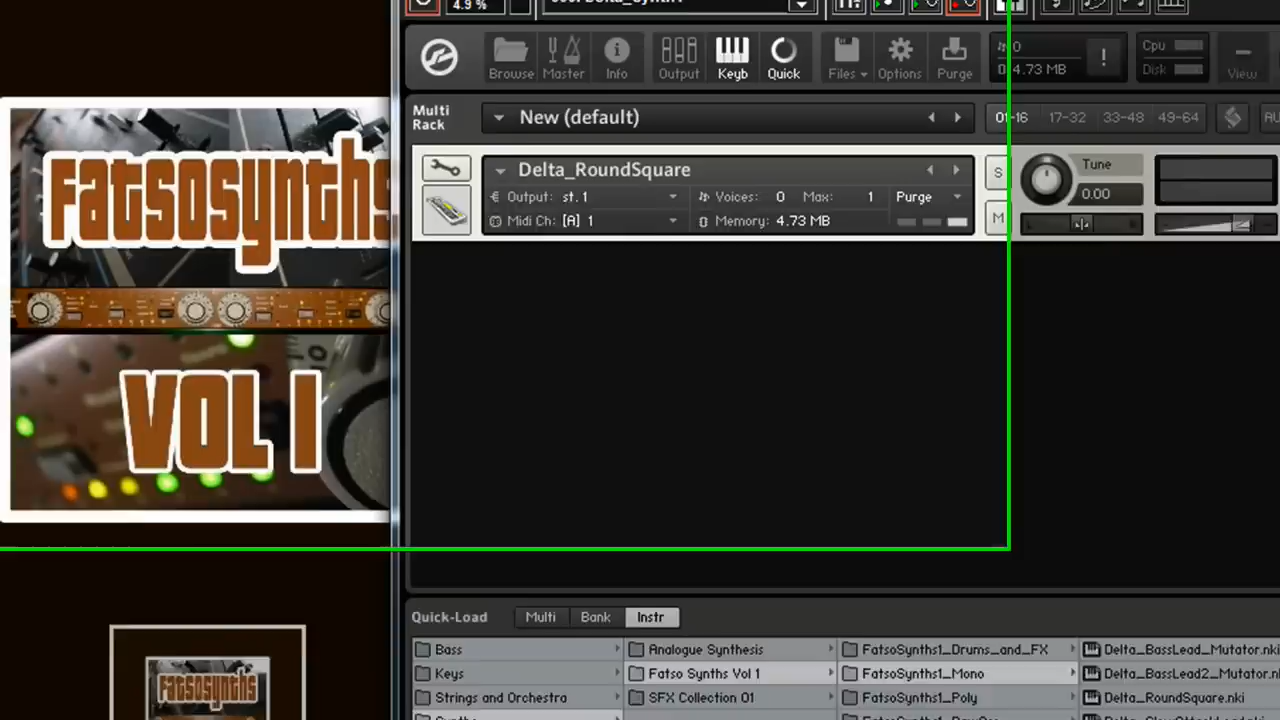 4.9 %
Browse Master Info Output Keyb Quick Files Options Purge
0
4.73 MB
!
Cpu
Disk
View
Multi
Rack
New (default)
01-16 17-32 33-48 49-64
Delta_RoundSquare
Output: st.1 Voices: 0 Max: 1 Purge
Midi Ch: [A] 1 Memory: 4.73 MB
S
M
Tune
0.00
Fatsosynths
VOL I
Quick-Load Multi Bank Instr
Bass Analogue Synthesis FatsoSynths1_Drums_and_FX Delta_BassLead_Mutator.nki
Keys Fatso Synths Vol 1 FatsoSynths1_Mono Delta_BassLead2_Mutator.nk
Strings and Orchestra SFX Collection 01 FatsoSynths1_Poly Delta_RoundSquare.nki
Fatsosynths